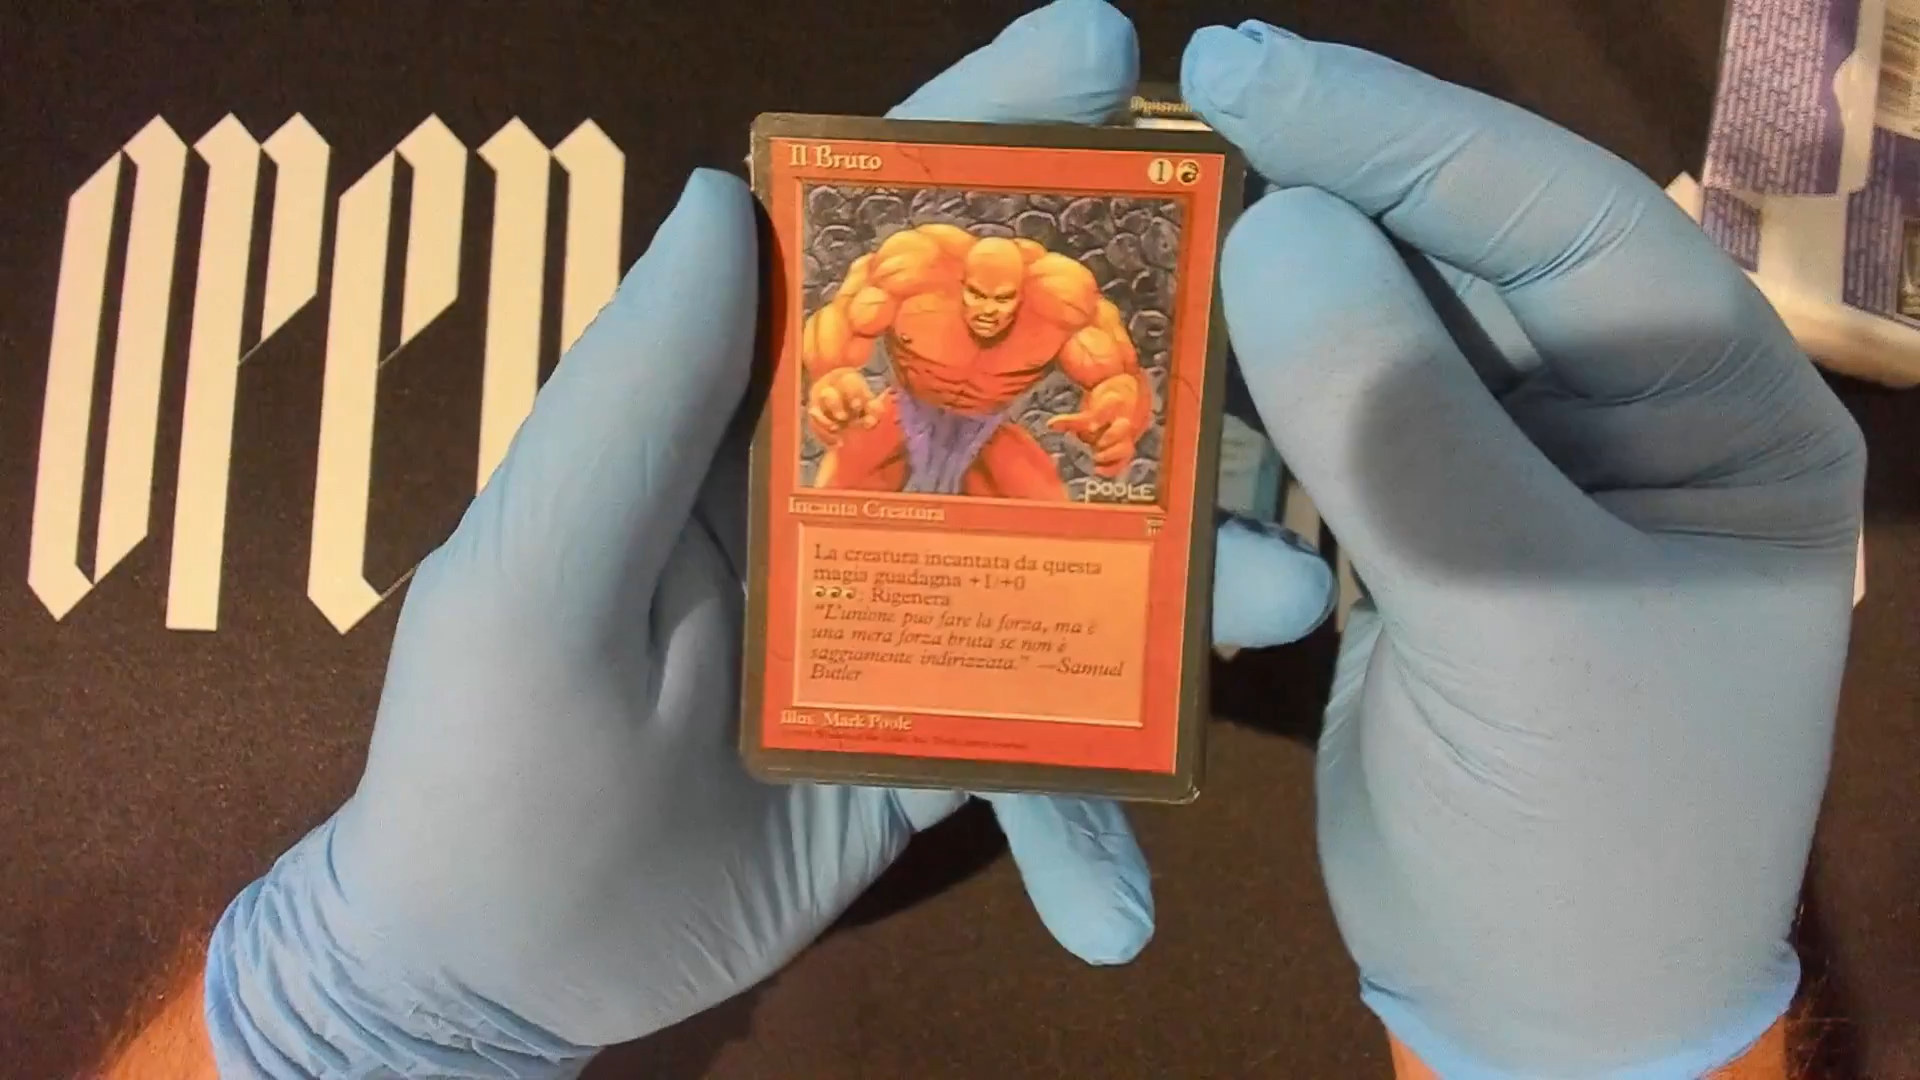 OPEN
Il Bruto
1
POOLE
Incanta Creatura
La creatura incantata da questa
magia guadagna +1/+0
: Rigenera
"L'unione può fare la forza, ma è
una mera forza bruta se non è
saggiamente indirizzata." —Samuel
Butler
Illus. Mark Poole